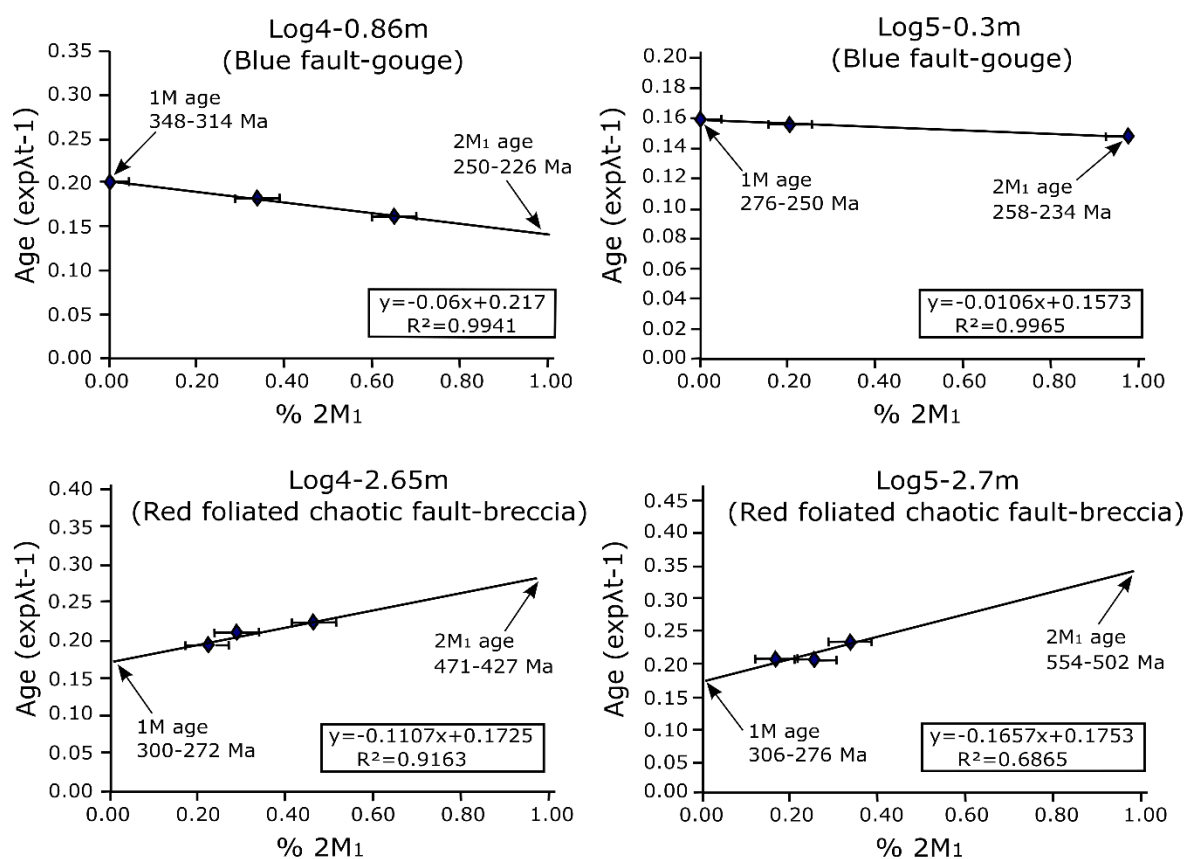 Log4-0.86m
(Blue fault-gouge)
Age (expλt-1)
0.35
0.30
0.25
0.20
0.15
0.10
0.05
0.00
1M age
348-314 Ma
2M₁ age
250-226 Ma
y=-0.06x+0.217
R²=0.9941
0.00 0.20 0.40 0.60 0.80 1.00
% 2M₁
Log5-0.3m
(Blue fault-gouge)
Age (expλt-1)
0.20
0.18
0.16
0.14
0.12
0.10
0.08
0.06
0.04
0.02
0.00
1M age
276-250 Ma
2M₁ age
258-234 Ma
y=-0.0106x+0.1573
R²=0.9965
0.00 0.20 0.40 0.60 0.80 1.00
% 2M₁
Log4-2.65m
(Red foliated chaotic fault-breccia)
Age (expλt-1)
0.40
0.35
0.30
0.25
0.20
0.15
0.10
0.05
0.00
2M₁ age
471-427 Ma
1M age
300-272 Ma
y=-0.1107x+0.1725
R²=0.9163
0.00 0.20 0.40 0.60 0.80 1.00
% 2M₁
Log5-2.7m
(Red foliated chaotic fault-breccia)
Age (expλt-1)
0.45
0.40
0.35
0.30
0.25
0.20
0.15
0.10
0.05
0.00
2M₁ age
554-502 Ma
1M age
306-276 Ma
y=-0.1657x+0.1753
R²=0.6865
0.00 0.20 0.40 0.60 0.80 1.00
% 2M₁